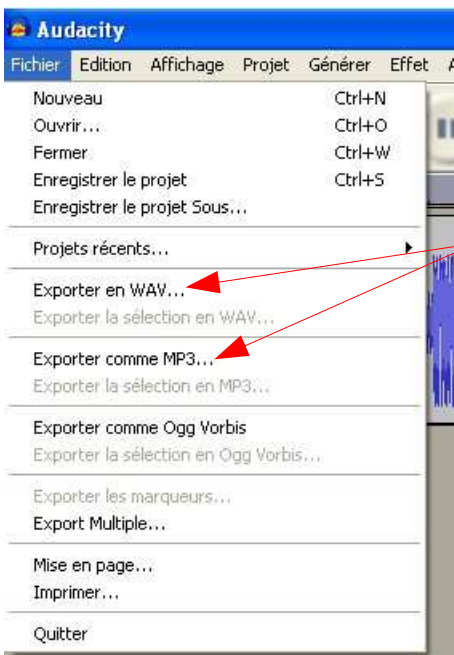 Audacity
Fichier Edition Affichage Projet Générer Effet
Nouveau Ctrl+N
Ouvrir... Ctrl+O
Fermer Ctrl+W
Enregistrer le projet Ctrl+S
Enregistrer le projet Sous...
Projets récents...
Exporter en WAV...
Exporter la sélection en WAV...
Exporter comme MP3...
Exporter la sélection en MP3...
Exporter comme Ogg Vorbis
Exporter la sélection en Ogg Vorbis...
Exporter les marqueurs...
Export Multiple...
Mise en page...
Imprimer...
Quitter